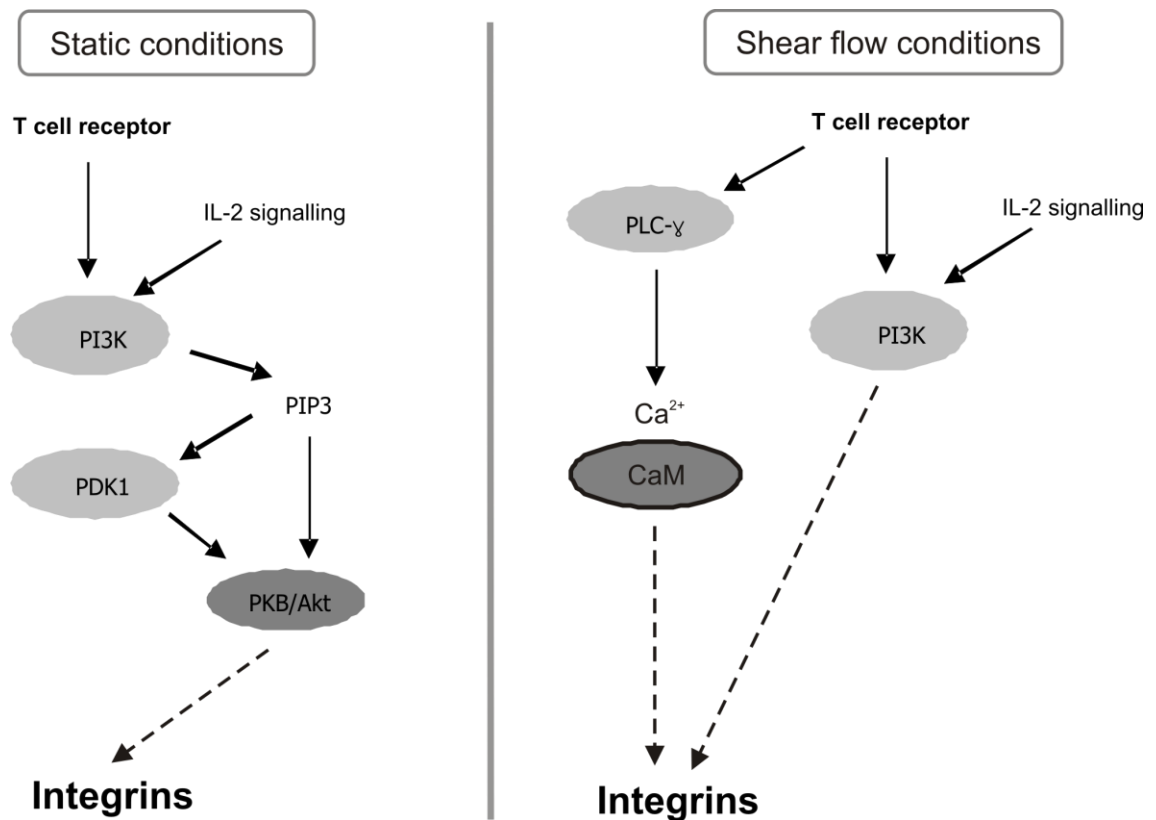 Static conditions
T cell receptor
IL-2 signalling
PI3K
PIP3
PDK1
PKB/Akt
Integrins
Shear flow conditions
T cell receptor
PLC-ɣ
IL-2 signalling
PI3K
Ca²⁺
CaM
Integrins